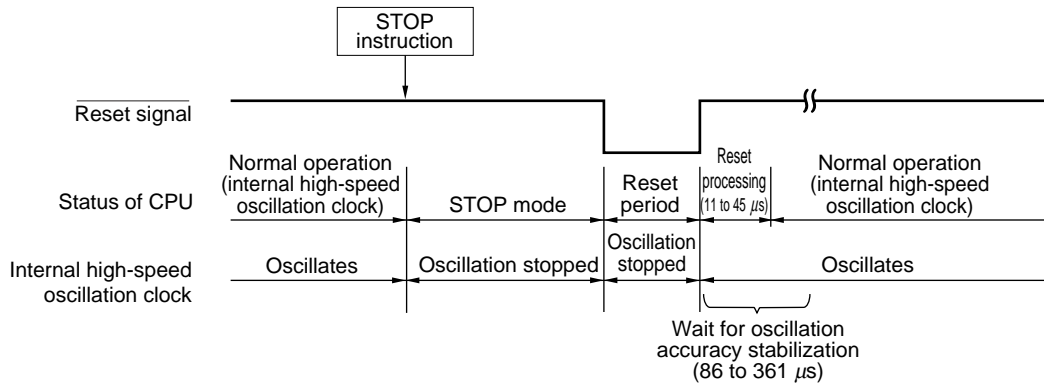 STOP
instruction
Reset signal
Status of CPU
Normal operation
(internal high-speed
oscillation clock)
STOP mode
Reset
period
Reset
processing
(11 to 45 μs)
Normal operation
(internal high-speed
oscillation clock)
Internal high-speed
oscillation clock
Oscillates
Oscillation stopped
Oscillation
stopped
Oscillates
Wait for oscillation
accuracy stabilization
(86 to 361 μs)